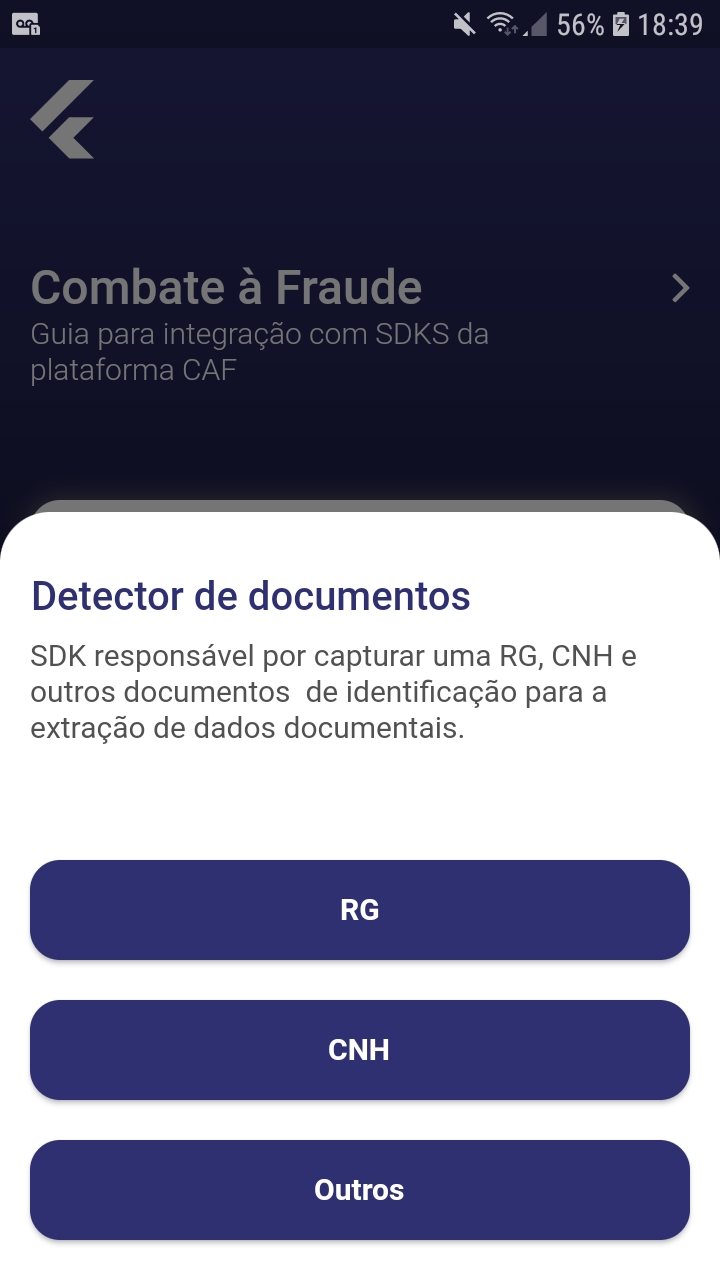 56% 18:39
Combate à Fraude
Guia para integração com SDKS da
plataforma CAF
Detector de documentos
SDK responsável por capturar uma RG, CNH e
outros documentos  de identificação para a
extração de dados documentais.
RG
CNH
Outros